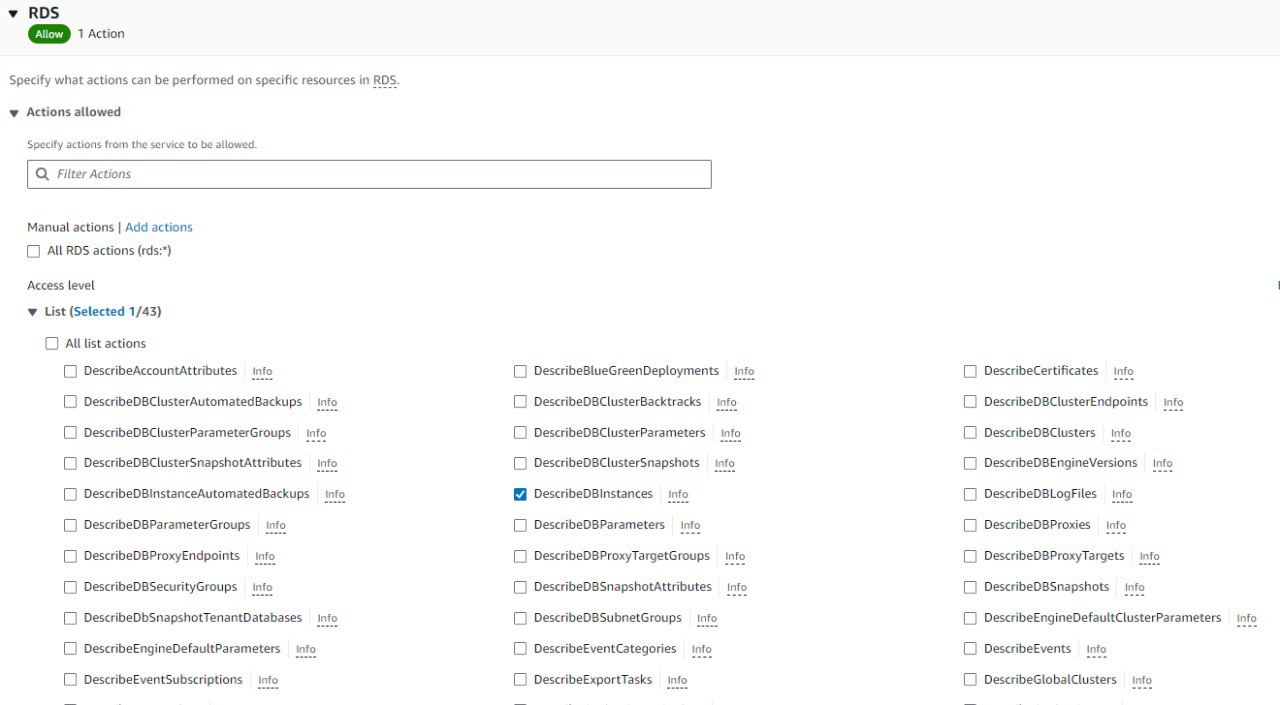 RDS
Allow 1 Action
Specify what actions can be performed on specific resources in RDS.
Actions allowed
Specify actions from the service to be allowed.
Filter Actions
Manual actions | Add actions
All RDS actions (rds:*)
Access level
List (Selected 1/43)
All list actions
DescribeAccountAttributes Info DescribeBlueGreenDeployments Info DescribeCertificates Info
DescribeDBClusterAutomatedBackups Info DescribeDBClusterBacktracks Info DescribeDBClusterEndpoints Info
DescribeDBClusterParameterGroups Info DescribeDBClusterParameters Info DescribeDBClusters Info
DescribeDBClusterSnapshotAttributes Info DescribeDBClusterSnapshots Info DescribeDBEngineVersions Info
DescribeDBInstanceAutomatedBackups Info DescribeDBInstances Info DescribeDBLogFiles Info
DescribeDBParameterGroups Info DescribeDBParameters Info DescribeDBProxies Info
DescribeDBProxyEndpoints Info DescribeDBProxyTargetGroups Info DescribeDBProxyTargets Info
DescribeDBSecurityGroups Info DescribeDBSnapshotAttributes Info DescribeDBSnapshots Info
DescribeDbSnapshotTenantDatabases Info DescribeDBSubnetGroups Info DescribeEngineDefaultClusterParameters Info
DescribeEngineDefaultParameters Info DescribeEventCategories Info DescribeEvents Info
DescribeEventSubscriptions Info DescribeExportTasks Info DescribeGlobalClusters Info